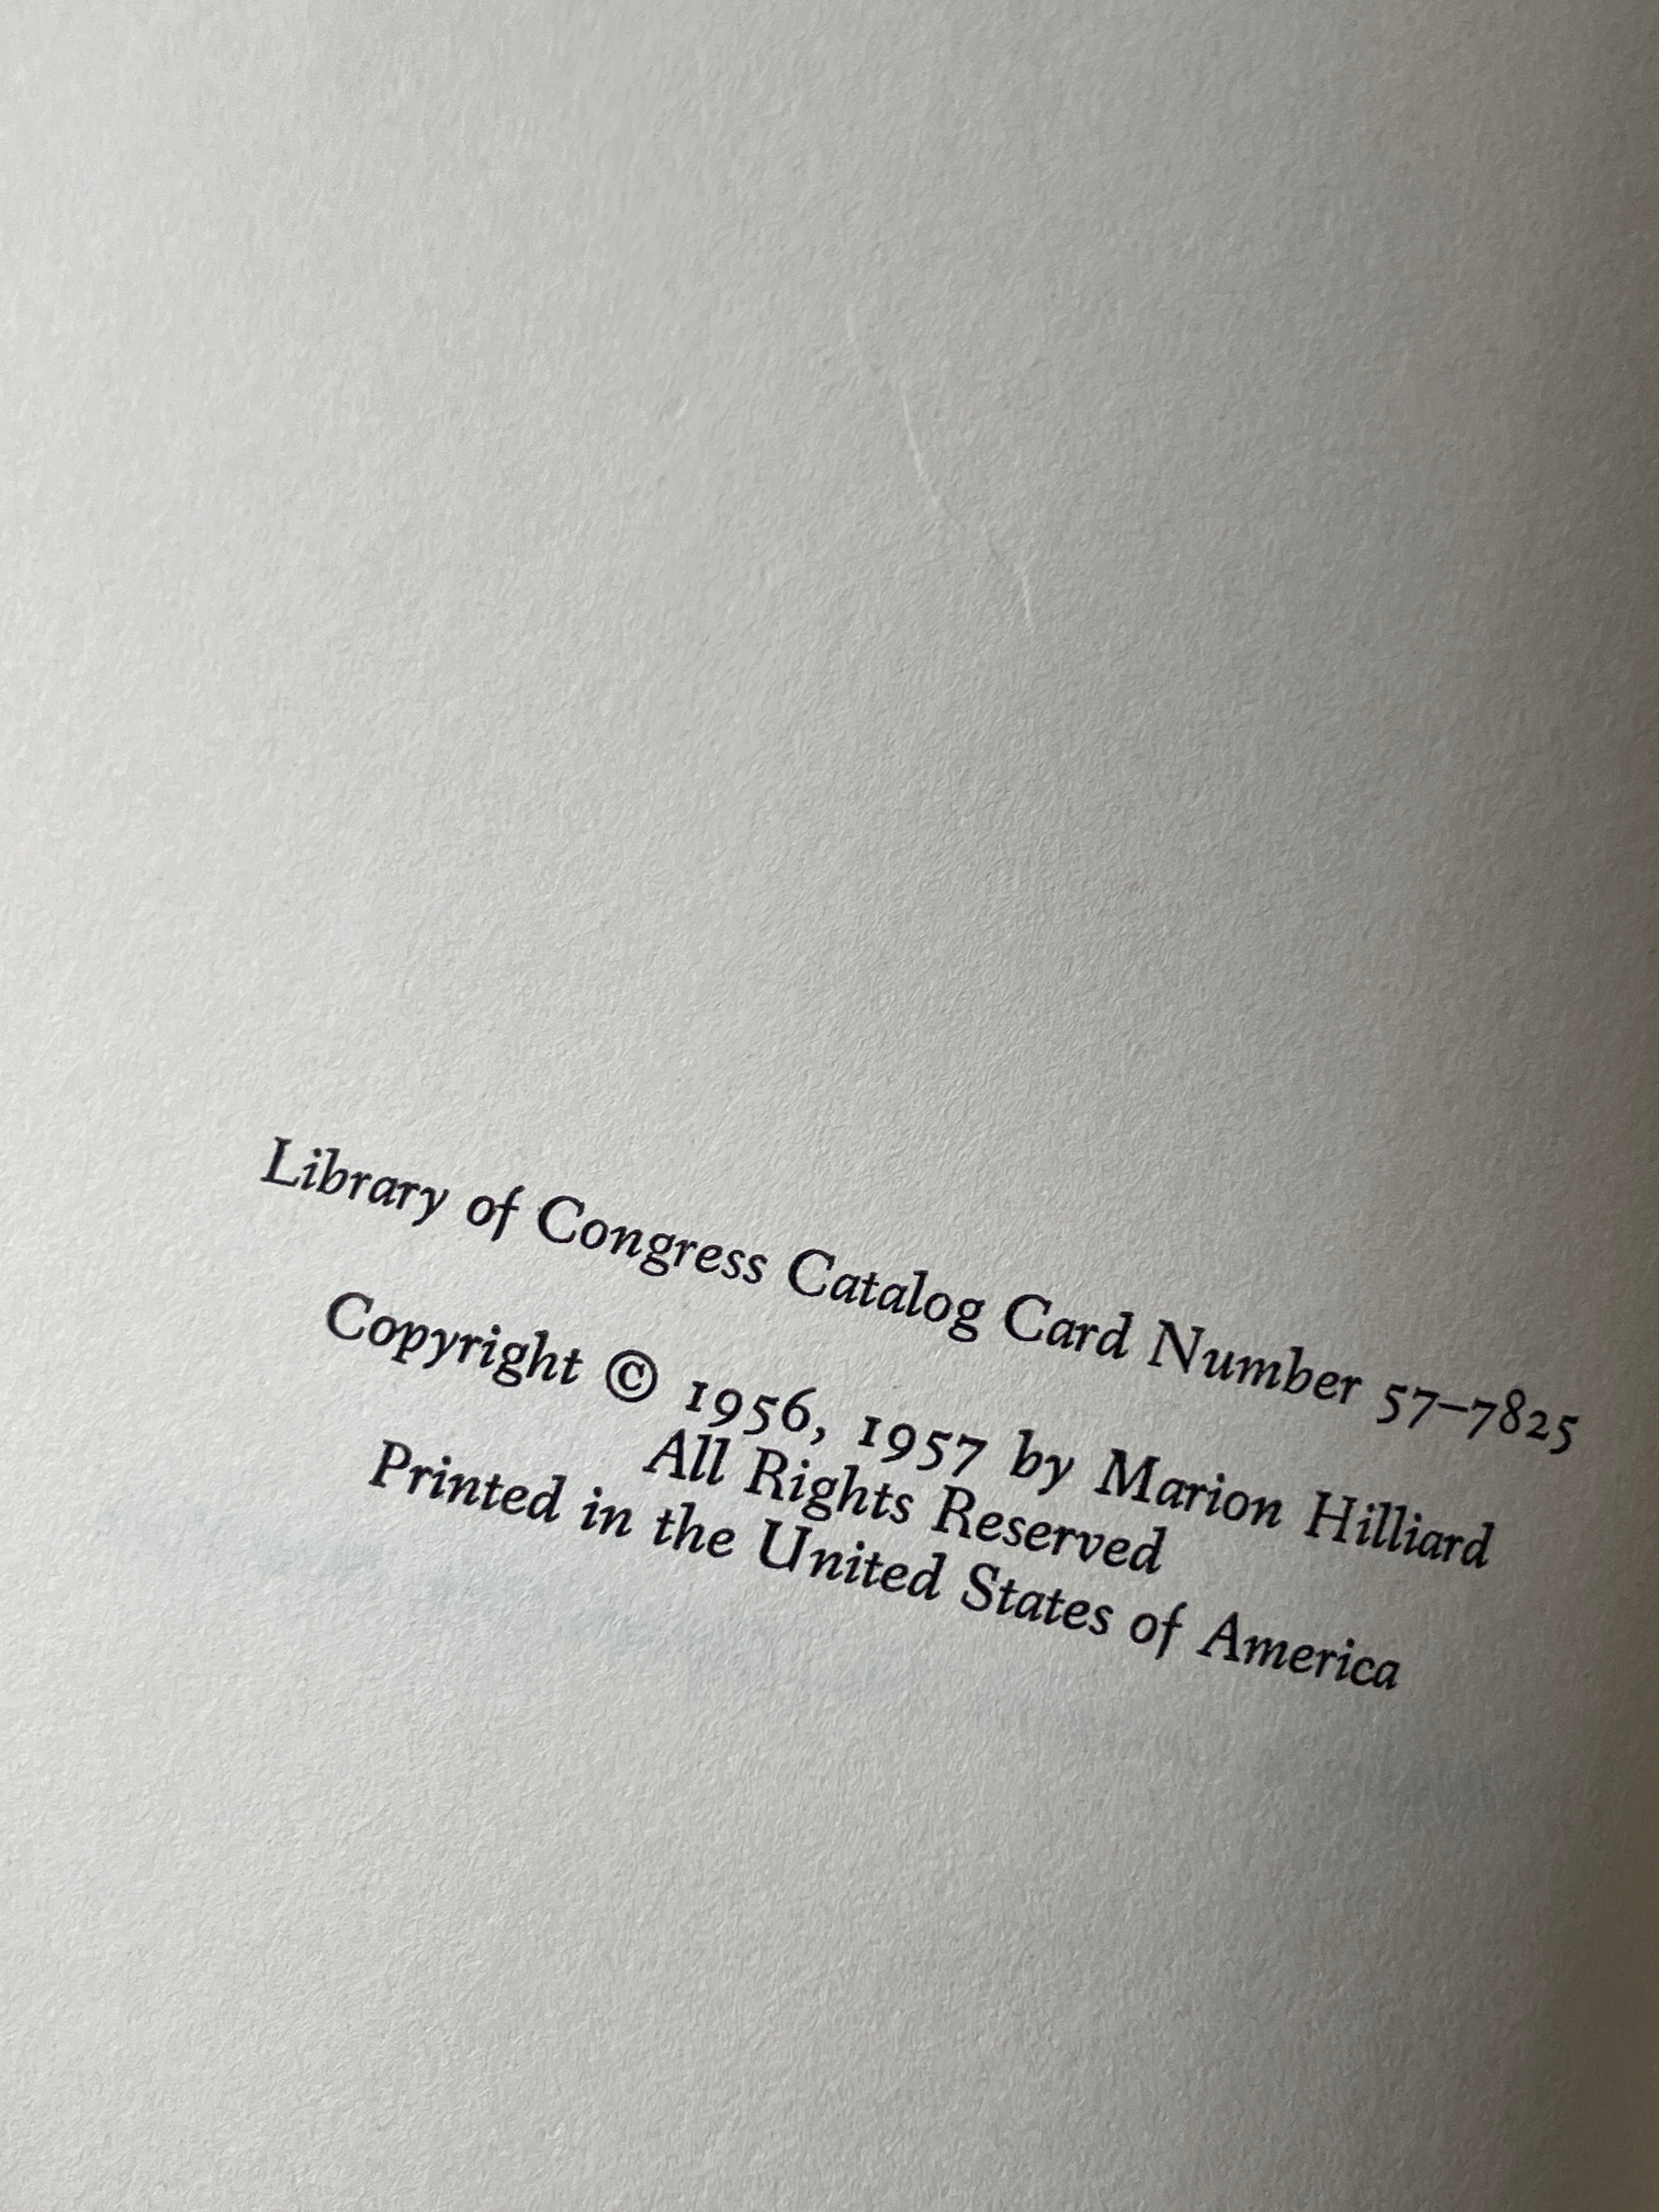 Library of Congress Catalog Card Number 57–7825
Copyright © 1956, 1957 by Marion Hilliard
All Rights Reserved
Printed in the United States of America